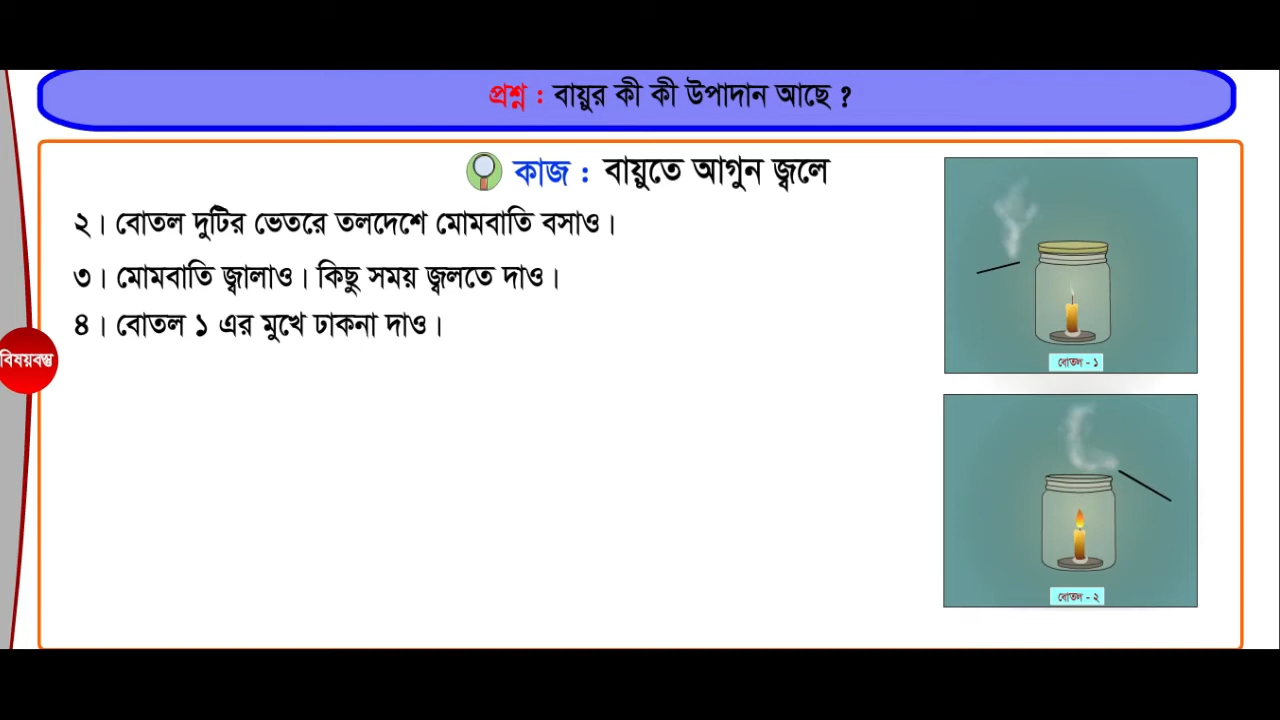 প্রশ্ন : বায়ুর কী কী উপাদান আছে ?
কাজ : বায়ুতে আগুন জ্বলে
২। বোতল দুটির ভেতরে তলদেশে মোমবাতি বসাও।
৩। মোমবাতি জ্বালাও। কিছু সময় জ্বলতে দাও।
৪। বোতল ১ এর মুখে ঢাকনা দাও।
বিষয়বস্তু
বোতল - ১
বোতল - ২